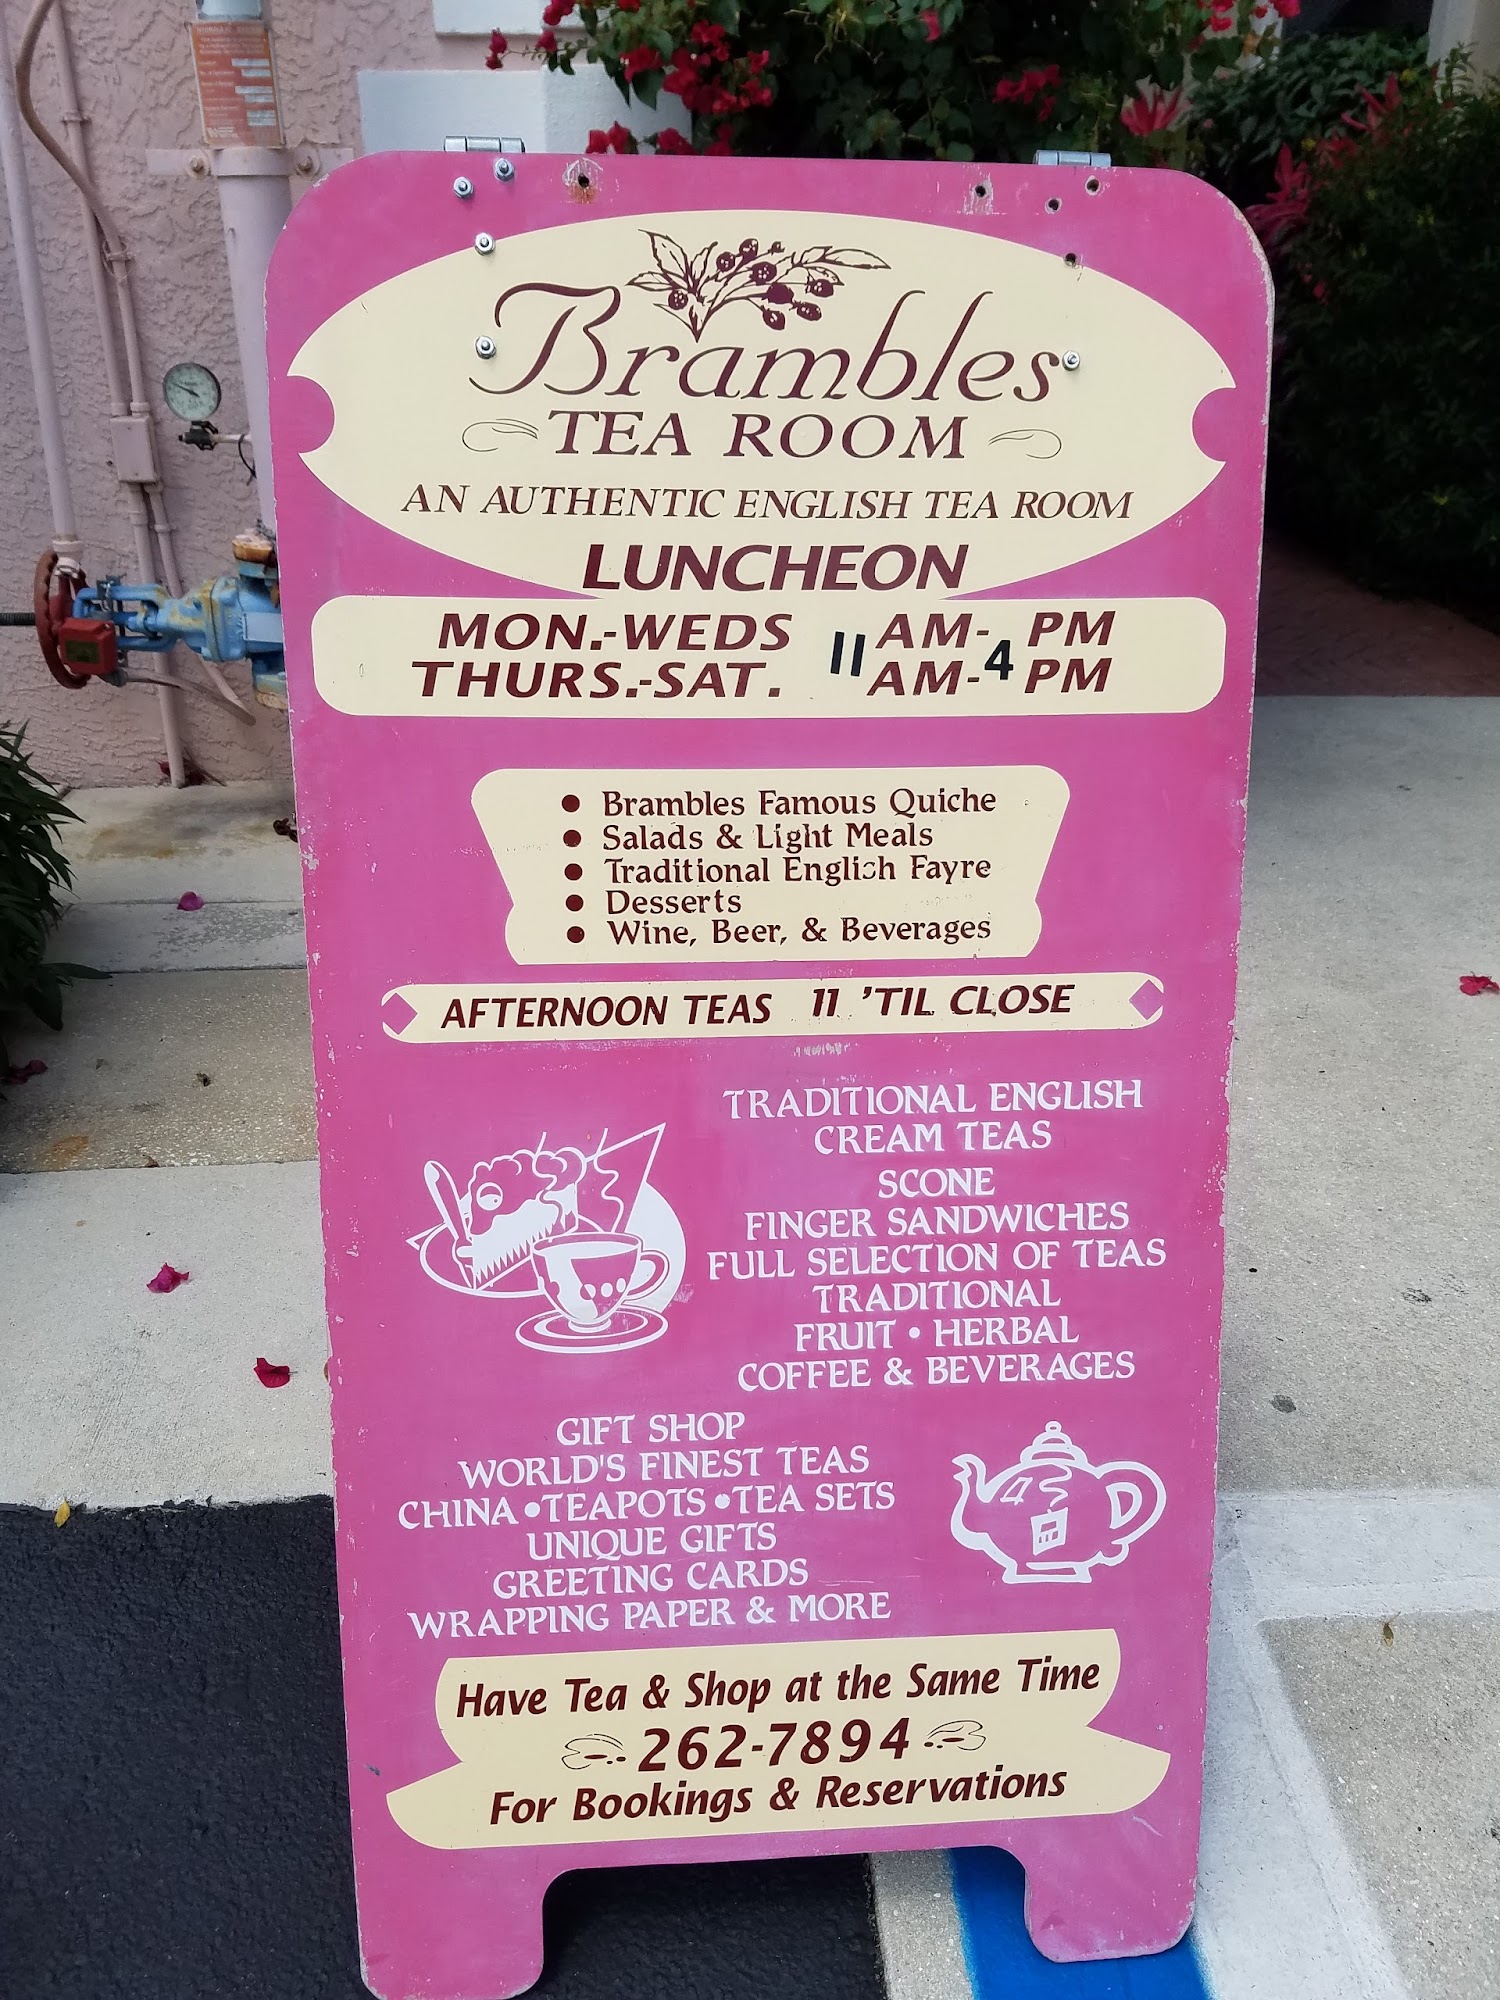 Brambles
TEA ROOM
AN AUTHENTIC ENGLISH TEA ROOM
LUNCHEON
MON.-WEDS 11 AM-4 PM
THURS.-SAT. AM- PM
• Brambles Famous Quiche
• Salads & Light Meals
• Traditional English Fayre
• Desserts
• Wine, Beer, & Beverages
AFTERNOON TEAS 11 'TIL CLOSE
TRADITIONAL ENGLISH
CREAM TEAS
SCONE
FINGER SANDWICHES
FULL SELECTION OF TEAS
TRADITIONAL
FRUIT • HERBAL
COFFEE & BEVERAGES
GIFT SHOP
WORLD'S FINEST TEAS
CHINA • TEAPOTS • TEA SETS
UNIQUE GIFTS
GREETING CARDS
WRAPPING PAPER & MORE
Have Tea & Shop at the Same Time
262-7894
For Bookings & Reservations